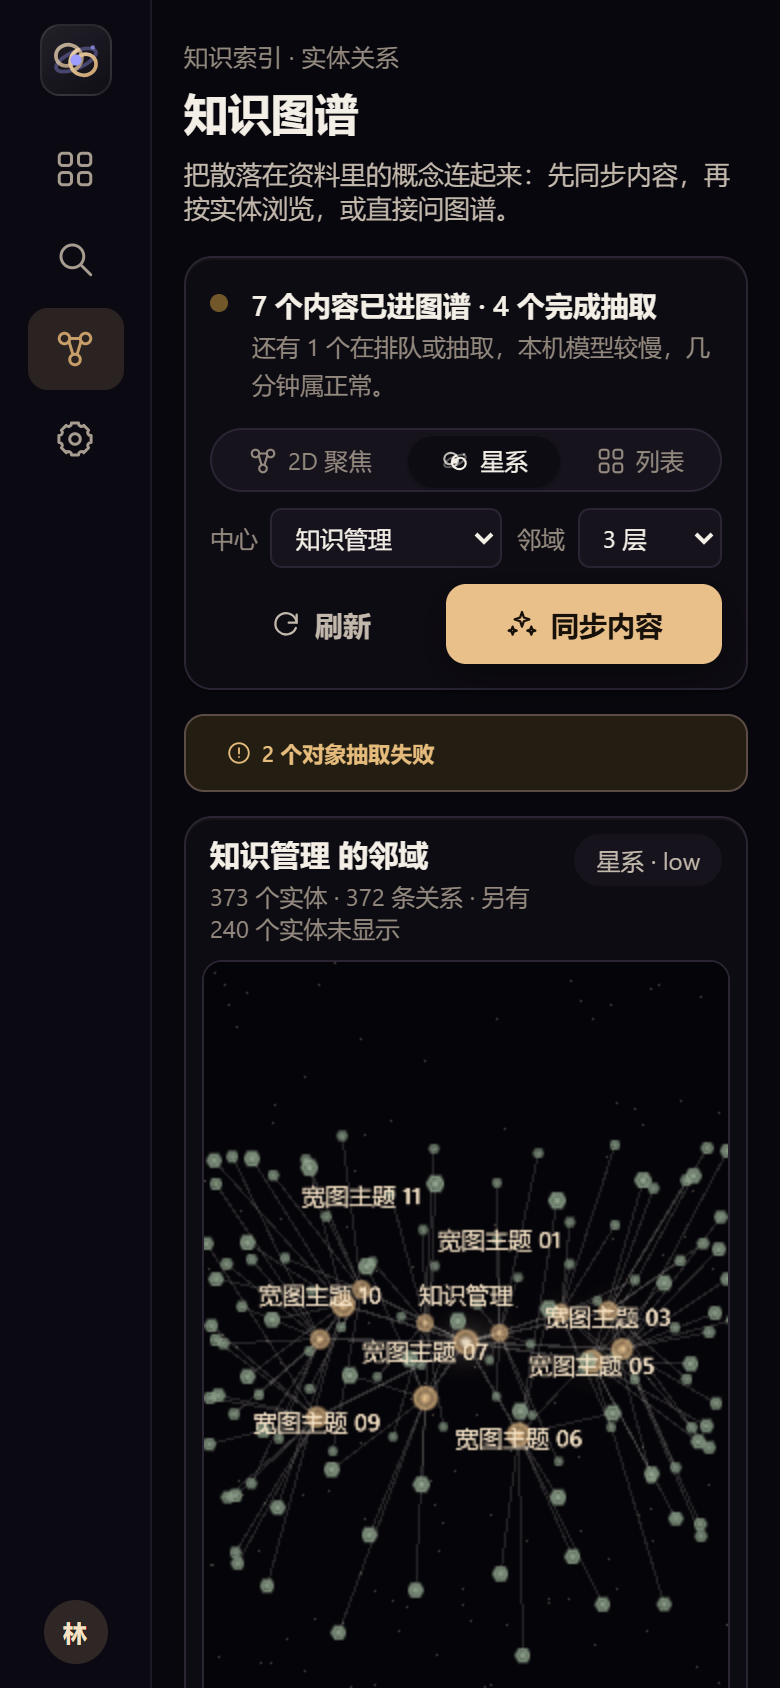 知识索引 · 实体关系
知识图谱
把散落在资料里的概念连起来：先同步内容，再
按实体浏览，或直接问图谱。
7 个内容已进图谱 · 4 个完成抽取
还有 1 个在排队或抽取，本机模型较慢，几
分钟属正常。
2D 聚焦 星系 列表
中心 知识管理 邻域 3 层
刷新 同步内容
2 个对象抽取失败
知识管理 的邻域
星系 · low
373 个实体 · 372 条关系 · 另有
240 个实体未显示
宽图主题 11
宽图主题 01
宽图主题 10
知识管理
宽图主题 03
宽图主题 07
宽图主题 05
宽图主题 09
宽图主题 06
林